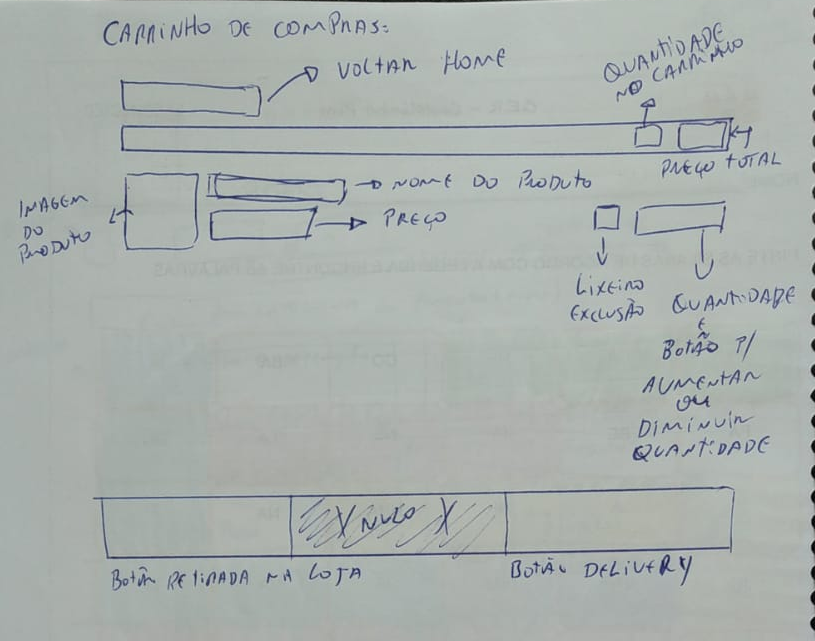 CARRINHO DE COMPRAS:
VOLTAR HOME
QUANTIDADE
NO CARRINHO
PREÇO TOTAL
IMAGEM
DO
PRODUTO
NOME DO PRODUTO
PREÇO
LIXEIRO
EXCLUSÃO
QUANTIDADE
E
BOTÃO P/
AUMENTAR
OU
DIMINUIR
QUANTIDADE
X NULO X
BOTÃO RETIRADA NA LOJA
BOTÃO DELIVERY